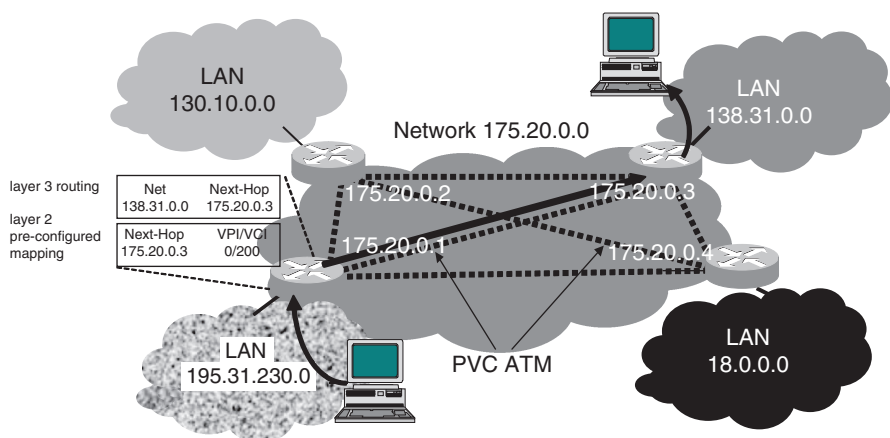 LAN
130.10.0.0
LAN
138.31.0.0
Network 175.20.0.0
layer 3 routing
Net Next-Hop
138.31.0.0 175.20.0.3
175.20.0.2
175.20.0.3
layer 2
pre-configured
mapping
Next-Hop VPI/VCI
175.20.0.3 0/200
175.20.0.1
175.20.0.4
LAN
195.31.230.0
PVC ATM
LAN
18.0.0.0